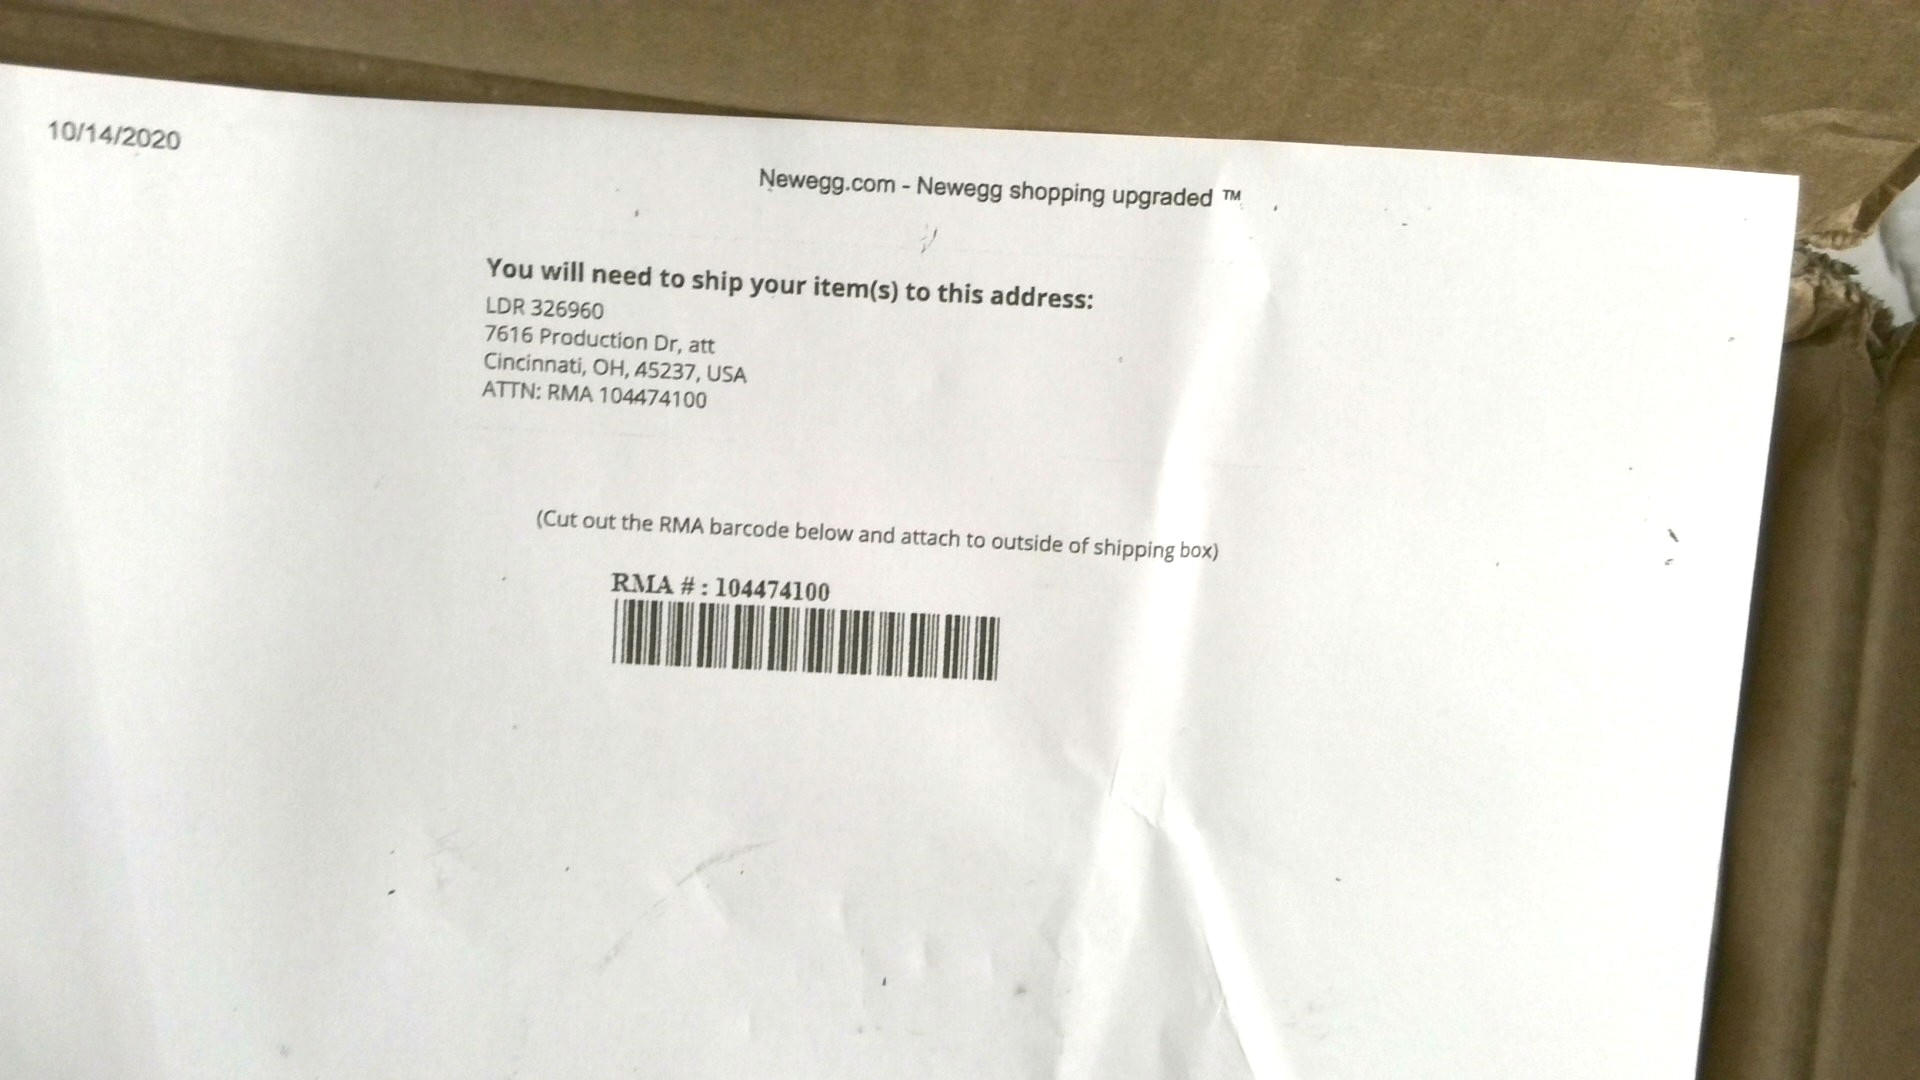 10/14/2020
Newegg.com - Newegg shopping upgraded ™
You will need to ship your item(s) to this address:
LDR 326960
7616 Production Dr, att
Cincinnati, OH, 45237, USA
ATTN: RMA 104474100
(Cut out the RMA barcode below and attach to outside of shipping box)
RMA # : 104474100